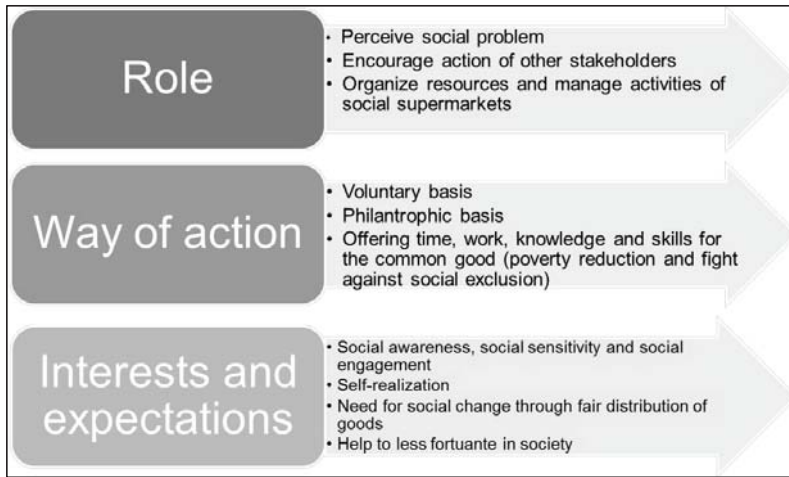 Role
• Perceive social problem
• Encourage action of other stakeholders
• Organize resources and manage activities of
social supermarkets
Way of action
• Voluntary basis
• Philantrophic basis
• Offering time, work, knowledge and skills for
the common good (poverty reduction and fight
against social exclusion)
Interests and
expectations
• Social awareness, social sensitivity and social
engagement
• Self-realization
• Need for social change through fair distribution of
goods
• Help to less fortuante in society